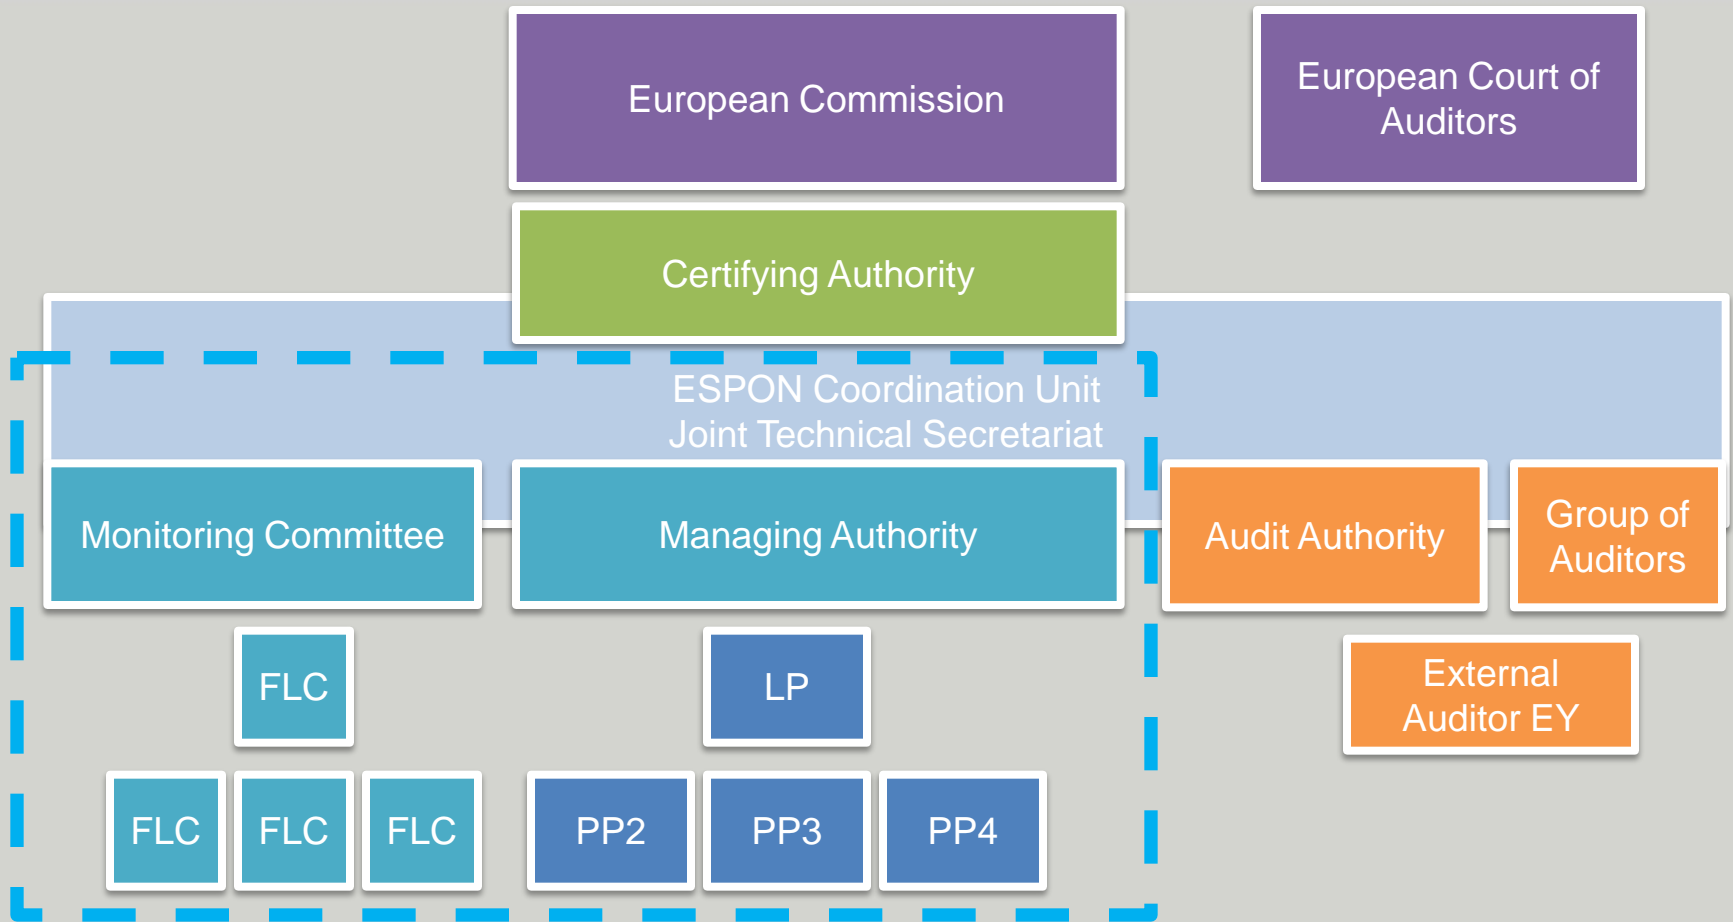 European Commission
European Court of
Auditors
Certifying Authority
ESPON Coordination Unit
Joint Technical Secretariat
Monitoring Committee
Managing Authority
Audit Authority
Group of
Auditors
FLC
LP
External
Auditor EY
FLC
FLC
FLC
PP2
PP3
PP4